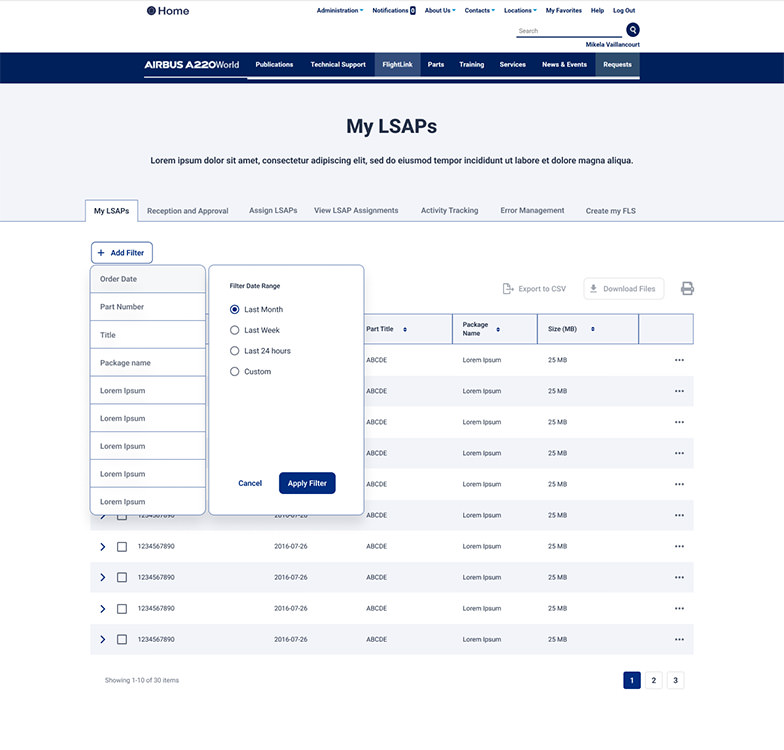 Home
Administration Notifications 0 About Us Contacts Locations My Favorites Help Log Out
Search
Mikela Vaillancourt
AIRBUS A220World Publications Technical Support FlightLink Parts Training Services News & Events Requests
My LSAPs
Lorem ipsum dolor sit amet, consectetur adipiscing elit, sed do eiusmod tempor incididunt ut labore et dolore magna aliqua.
My LSAPs Reception and Approval Assign LSAPs View LSAP Assignments Activity Tracking Error Management Create my FLS
+ Add Filter
Order Date
Part Number
Title
Package name
Lorem Ipsum
Lorem Ipsum
Lorem Ipsum
Lorem Ipsum
Lorem Ipsum
Filter Date Range
Last Month
Last Week
Last 24 hours
Custom
Cancel Apply Filter
Export to CSV Download Files
Part Title Package Name Size (MB)
ABCDE Lorem Ipsum 25 MB
ABCDE Lorem Ipsum 25 MB
ABCDE Lorem Ipsum 25 MB
ABCDE Lorem Ipsum 25 MB
ABCDE Lorem Ipsum 25 MB
1234567890 2016-07-26 ABCDE Lorem Ipsum 25 MB
1234567890 2016-07-26 ABCDE Lorem Ipsum 25 MB
1234567890 2016-07-26 ABCDE Lorem Ipsum 25 MB
1234567890 2016-07-26 ABCDE Lorem Ipsum 25 MB
1234567890 2016-07-26 ABCDE Lorem Ipsum 25 MB
Showing 1-10 of 30 items
1 2 3